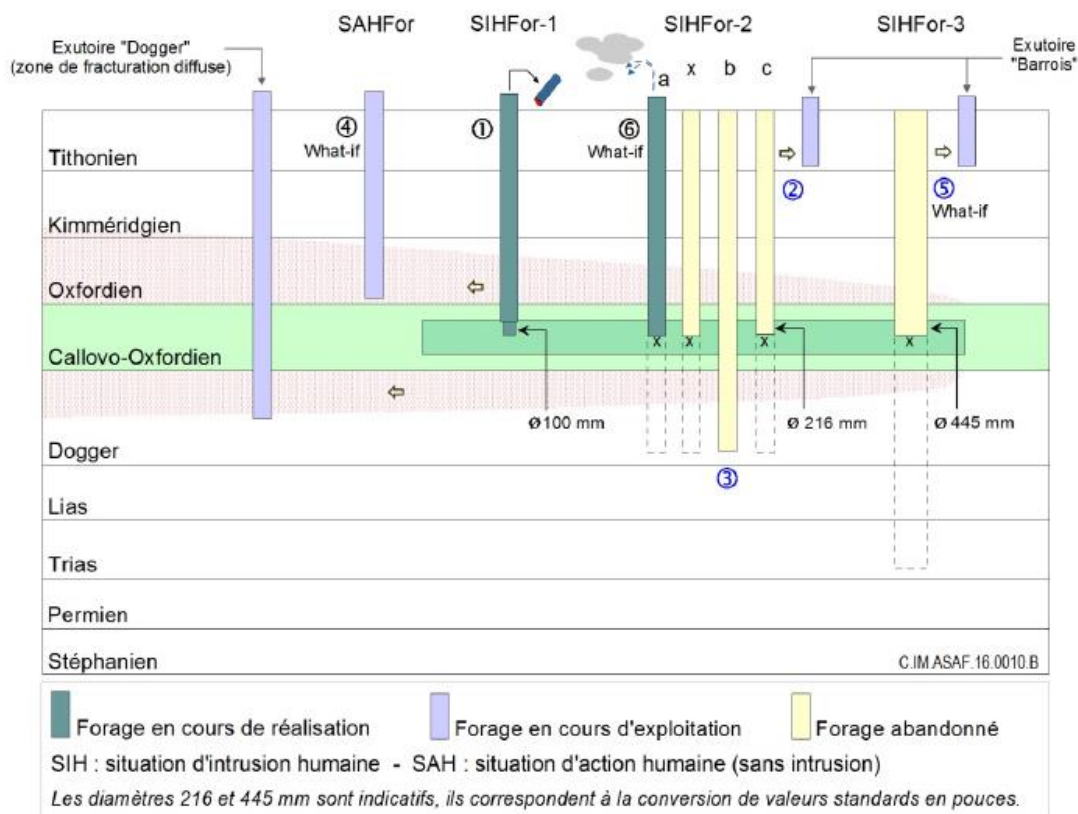 SAHFor
SIHFor-1
SIHFor-2
SIHFor-3
Exutoire "Dogger"
(zone de fracturation diffuse)
Exutoire
"Barrois"
a
x
b
c
④
What-if
①
⑥
What-if
②
⑤
What-if
Tithonien
Kimméridgien
Oxfordien
Callovo-Oxfordien
x
x
x
x
Ø 100 mm
Ø 216 mm
Ø 445 mm
Dogger
③
Lias
Trias
Permien
Stéphanien
C.IM.ASAF.16.0010.B
Forage en cours de réalisation
Forage en cours d'exploitation
Forage abandonné
SIH : situation d'intrusion humaine - SAH : situation d'action humaine (sans intrusion)
Les diamètres 216 et 445 mm sont indicatifs, ils correspondent à la conversion de valeurs standards en pouces.